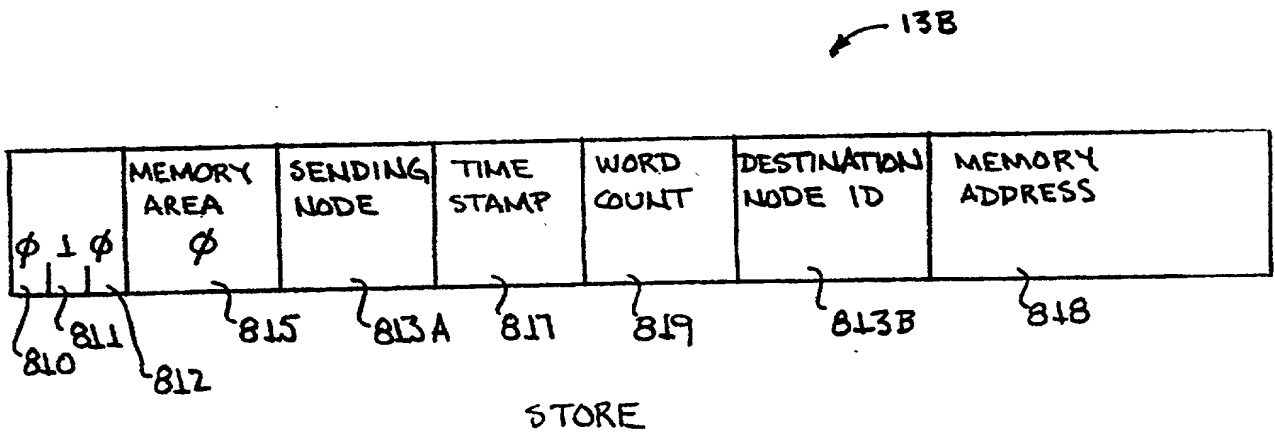 13B
MEMORY AREA Ø
SENDING NODE
TIME STAMP
WORD COUNT
DESTINATION NODE ID
MEMORY ADDRESS
Ø 1 Ø
810
811
812
815
813A
817
819
813B
818
STORE